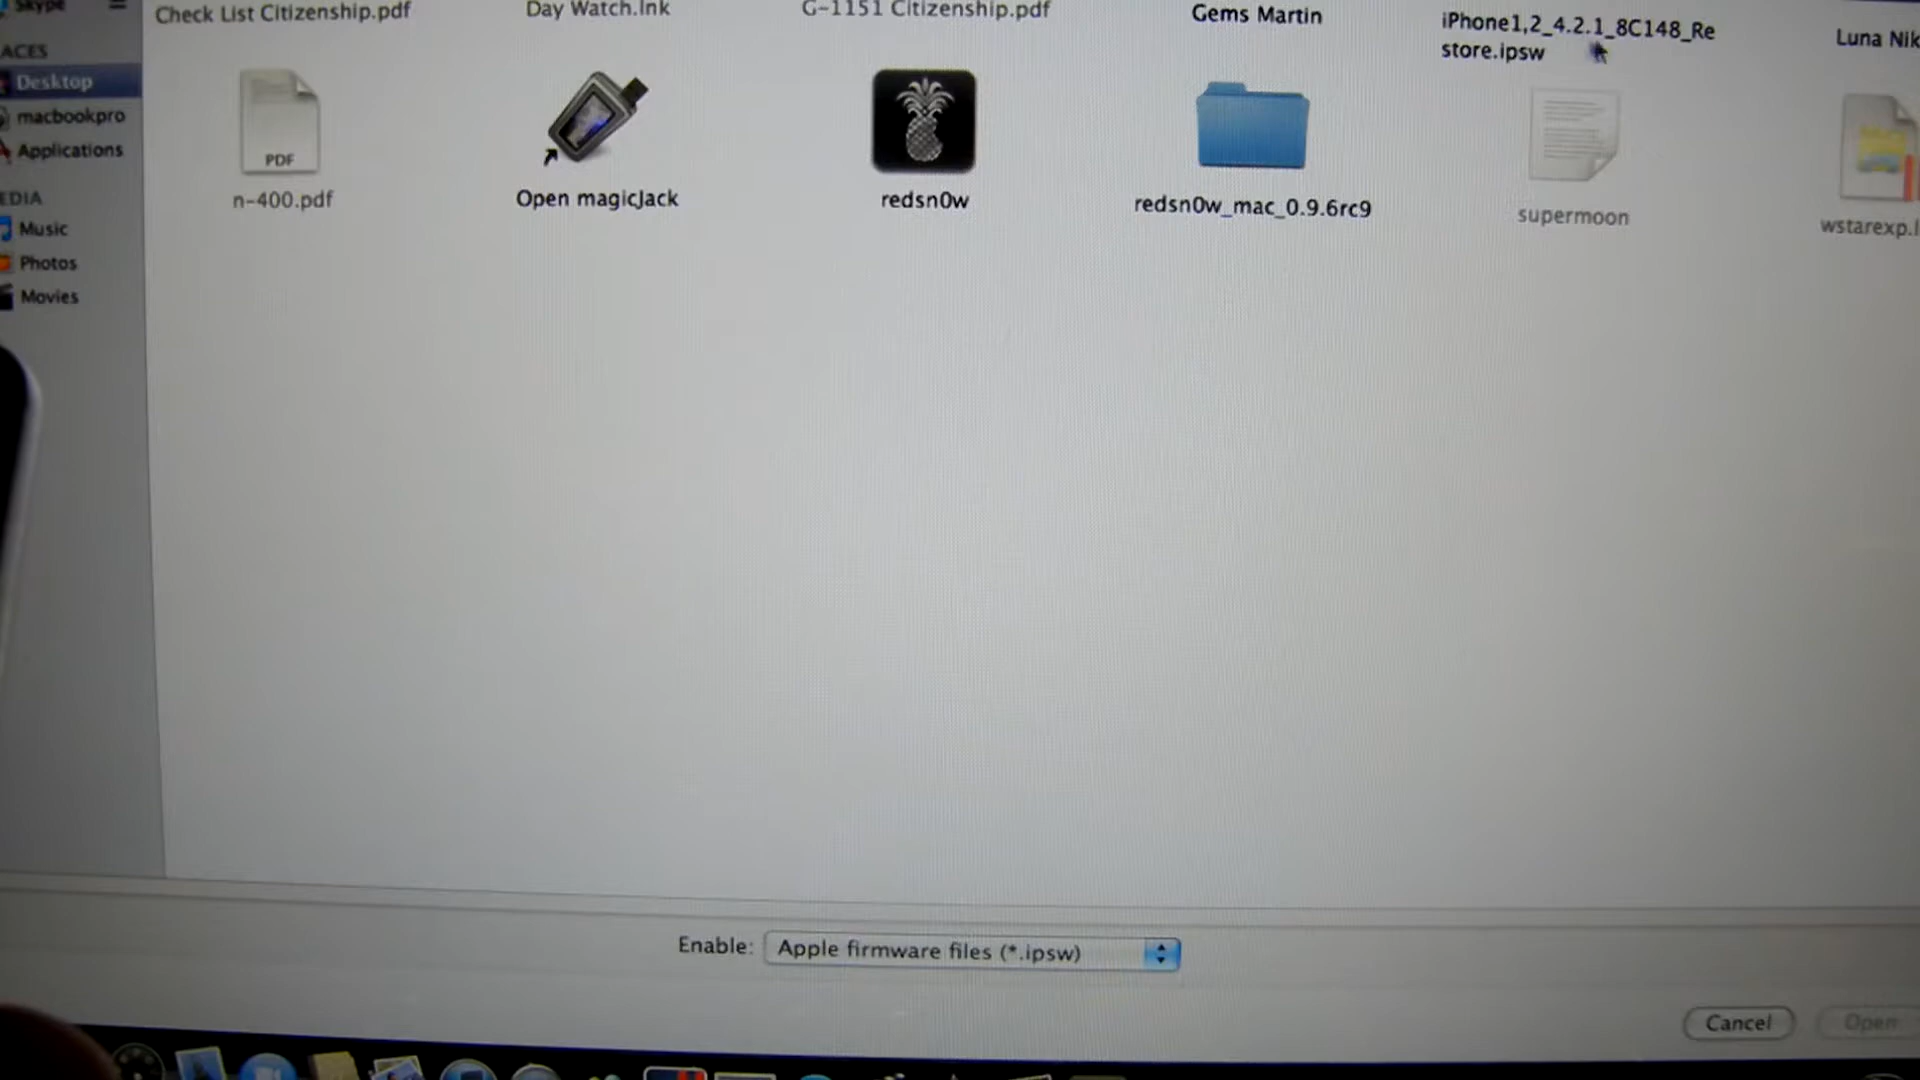 Skype
Check List Citizenship.pdf
Day Watch.lnk
G-1151 Citizenship.pdf
Gems Martin
iPhone1,2_4.2.1_8C148_Re
store.ipsw
Luna Nik
ACES
Desktop
macbookpro
Applications
EDIA
Music
Photos
Movies
PDF
n-400.pdf
Open magicJack
redsn0w
redsn0w_mac_0.9.6rc9
supermoon
wstarexp.l
Enable:
Apple firmware files (*.ipsw)
Cancel
Open